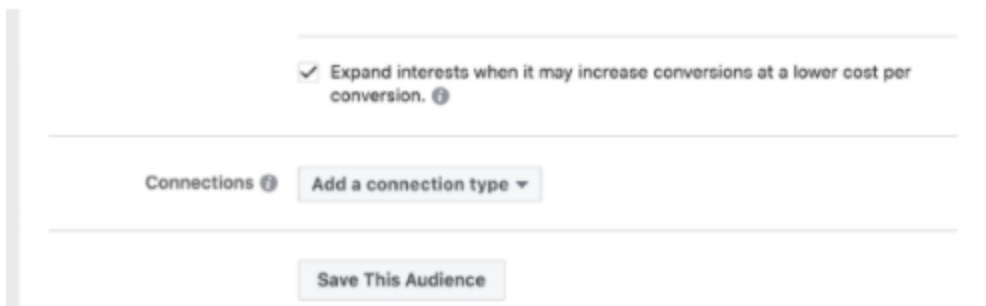 Expand interests when it may increase conversions at a lower cost per
conversion.
Connections Add a connection type
Save This Audience